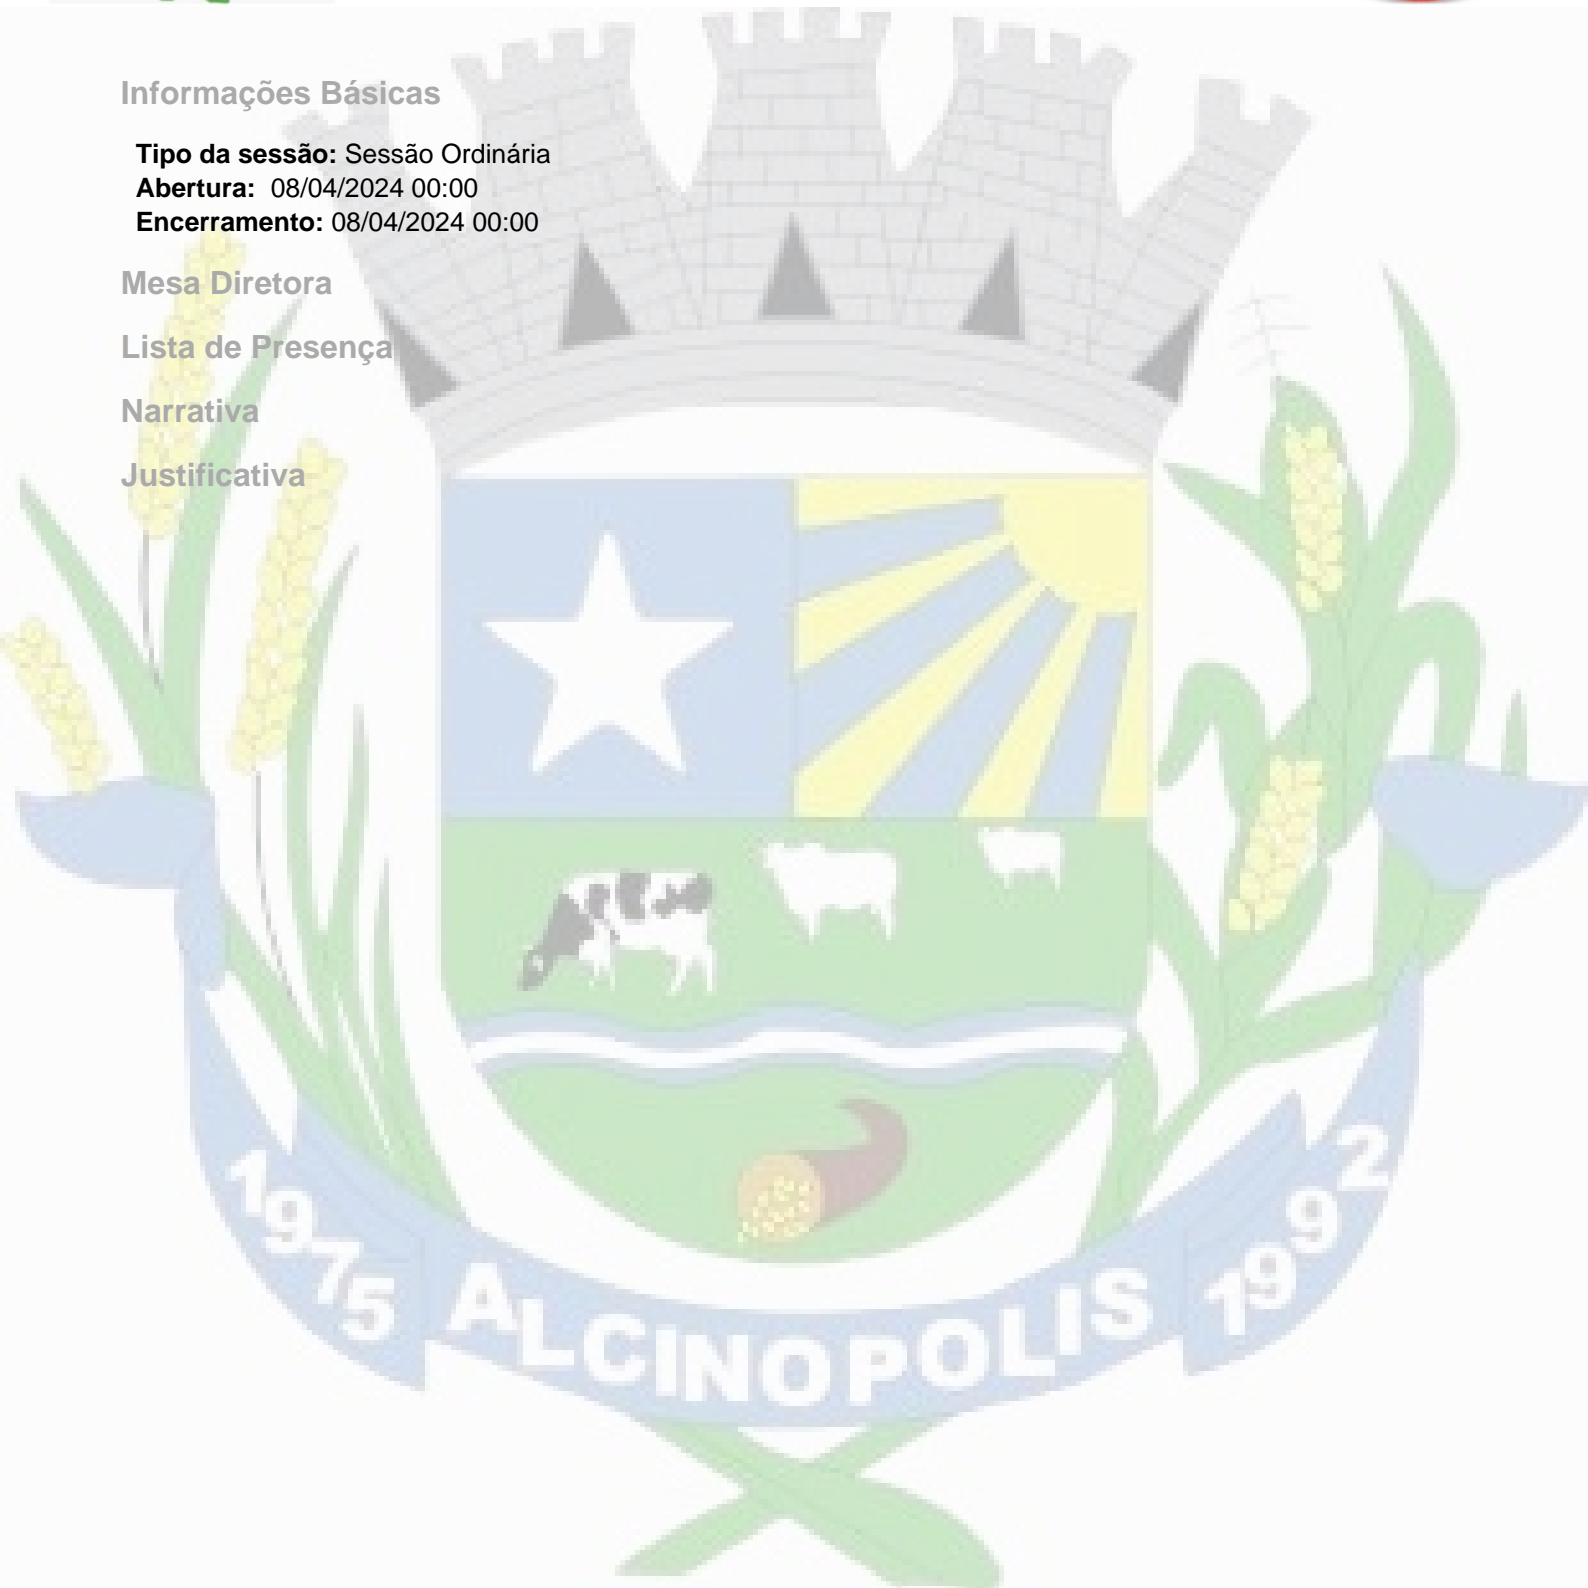 Informações Básicas
Tipo da sessão: Sessão Ordinária
Abertura: 08/04/2024 00:00
Encerramento: 08/04/2024 00:00
Mesa Diretora
Lista de Presença
Narrativa
Justificativa
1975 ALCINOPOLIS 1992